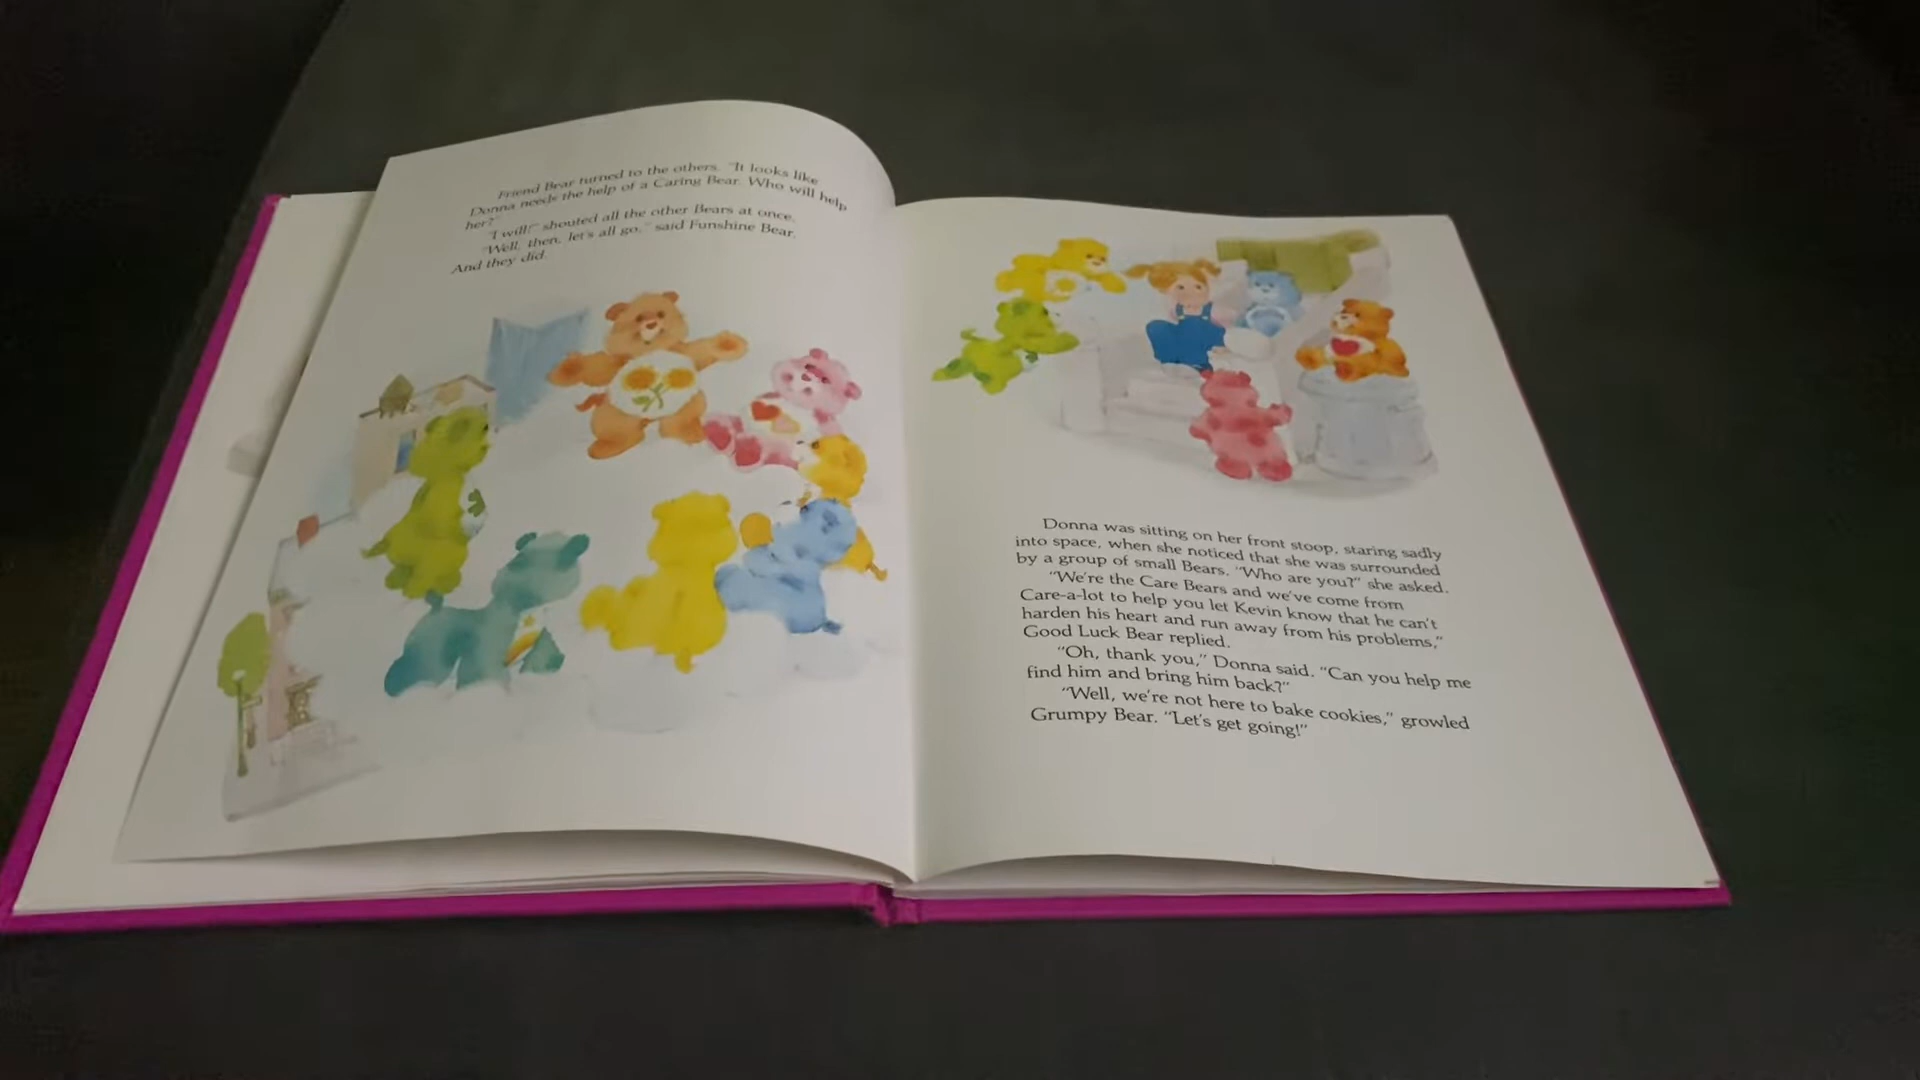 Friend Bear turned to the others. "It looks like
Donna needs the help of a Caring Bear. Who will help
her?"
"I will!" shouted all the other Bears at once.
"Well, then, let's all go," said Funshine Bear.
And they did.
Donna was sitting on her front stoop, staring sadly
into space, when she noticed that she was surrounded
by a group of small Bears. "Who are you?" she asked.
"We're the Care Bears and we've come from
Care-a-lot to help you let Kevin know that he can't
harden his heart and run away from his problems,"
Good Luck Bear replied.
"Oh, thank you," Donna said. "Can you help me
find him and bring him back?"
"Well, we're not here to bake cookies," growled
Grumpy Bear. "Let's get going!"